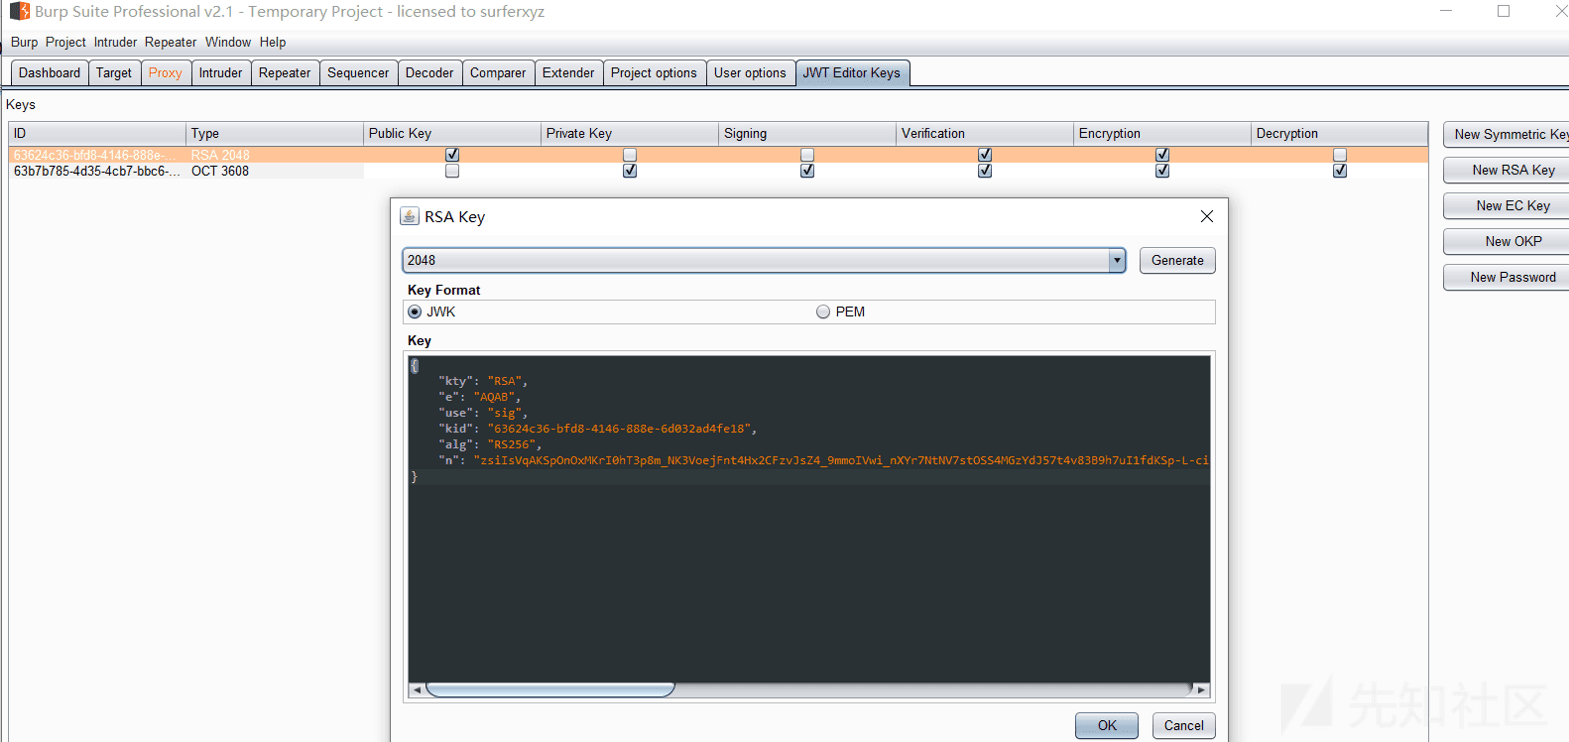 Burp Suite Professional v2.1 - Temporary Project - licensed to surferxyz
Burp Project Intruder Repeater Window Help
Dashboard Target Proxy Intruder Repeater Sequencer Decoder Comparer Extender Project options User options JWT Editor Keys
Keys
ID Type Public Key Private Key Signing Verification Encryption Decryption
63624c36-bfd8-4146-888e-... RSA 2048
63b7b785-4d35-4cb7-bbc6-... OCT 3608
New Symmetric Key
New RSA Key
New EC Key
New OKP
New Password
RSA Key
2048
Generate
Key Format
JWK PEM
Key
{
"kty": "RSA",
"e": "AQAB",
"use": "sig",
"kid": "63624c36-bfd8-4146-888e-6d032ad4fe18",
"alg": "RS256",
"n": "zsiIsVqAKSpOnOxMKrI0hT3p8m_NK3VoejFnt4Hx2CFzvJsZ4_9mmoIVwi_nXYr7NtNV7stOSS4MGzYdJ57t4v83B9h7uI1fdKSp-L-ci
}
OK Cancel
先知社区